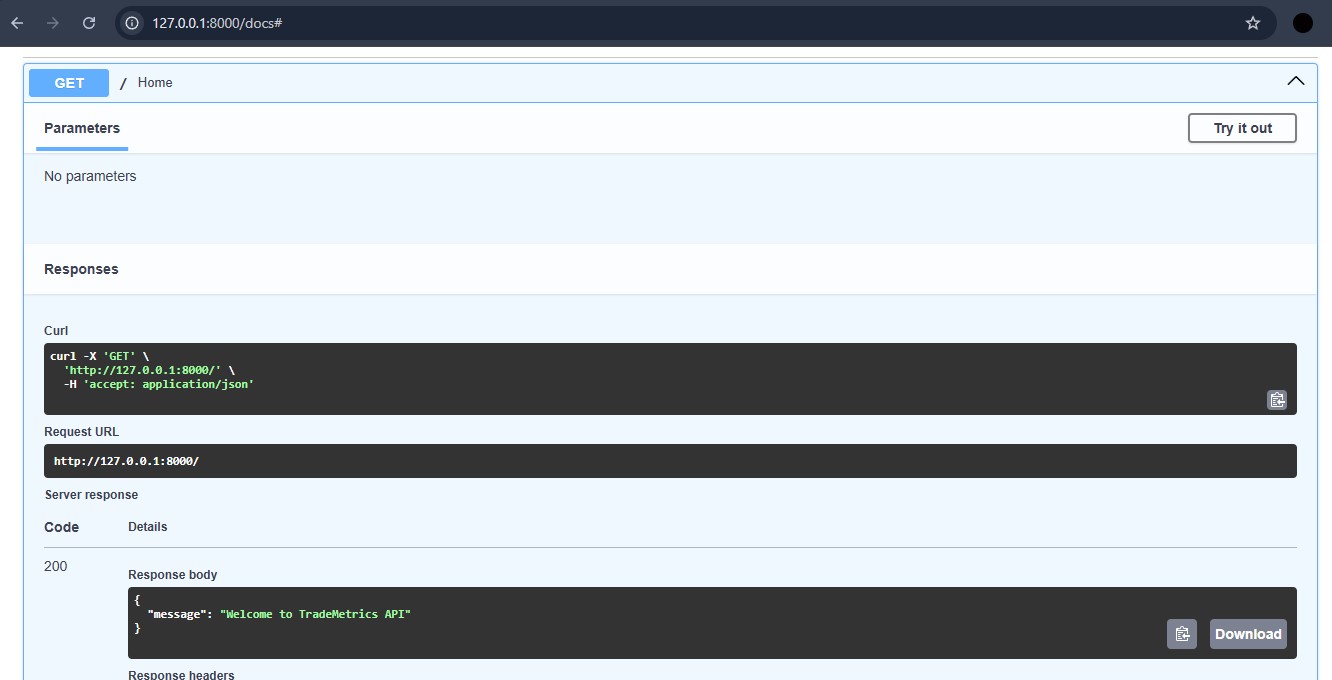 127.0.0.1:8000/docs#
GET / Home
Parameters
Try it out
No parameters
Responses
Curl
curl -X 'GET' \
'http://127.0.0.1:8000/' \
-H 'accept: application/json'
Request URL
http://127.0.0.1:8000/
Server response
Code Details
200
Response body
{
"message": "Welcome to TradeMetrics API"
}
Download
Response headers